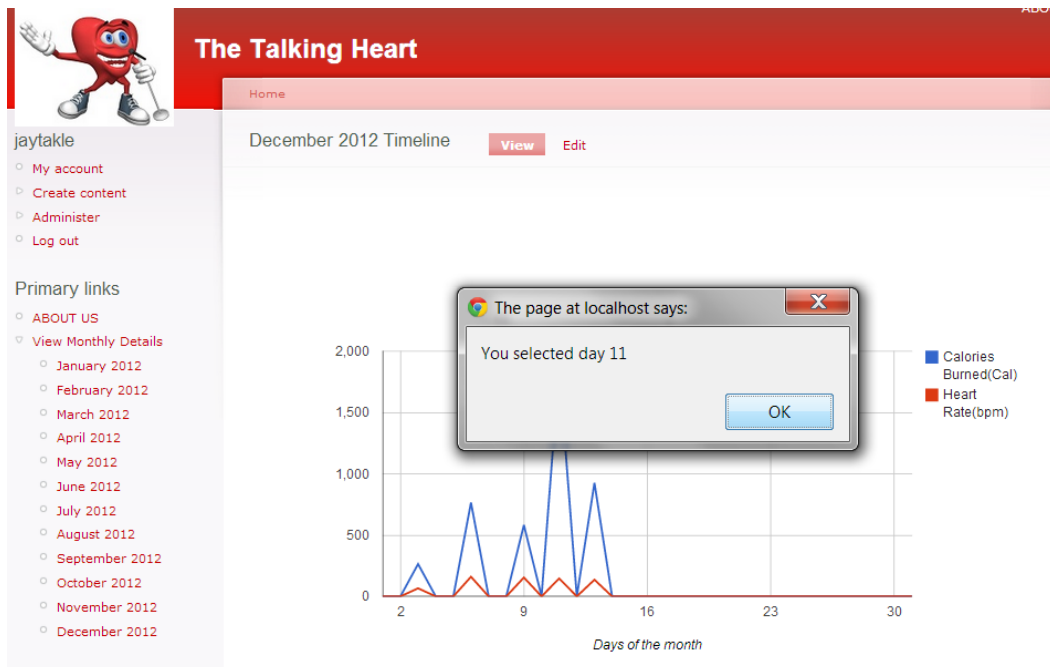 ABO
The Talking Heart
Home
jaytakle
My account
Create content
Administer
Log out
Primary links
ABOUT US
View Monthly Details
January 2012
February 2012
March 2012
April 2012
May 2012
June 2012
July 2012
August 2012
September 2012
October 2012
November 2012
December 2012
December 2012 Timeline View Edit
The page at localhost says:
You selected day 11
OK
2,000
1,500
1,000
500
0
2 9 16 23 30
Days of the month
Calories
Burned(Cal)
Heart
Rate(bpm)